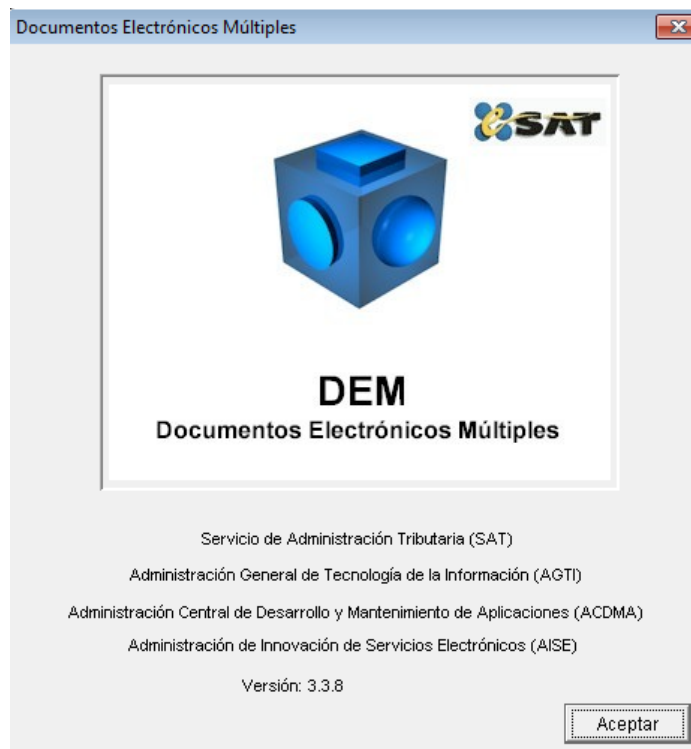 Documentos Electrónicos Múltiples
eSAT
DEM
Documentos Electrónicos Múltiples
Servicio de Administración Tributaria (SAT)
Administración General de Tecnología de la Información (AGTI)
Administración Central de Desarrollo y Mantenimiento de Aplicaciones (ACDMA)
Administración de Innovación de Servicios Electrónicos (AISE)
Versión: 3.3.8
Aceptar